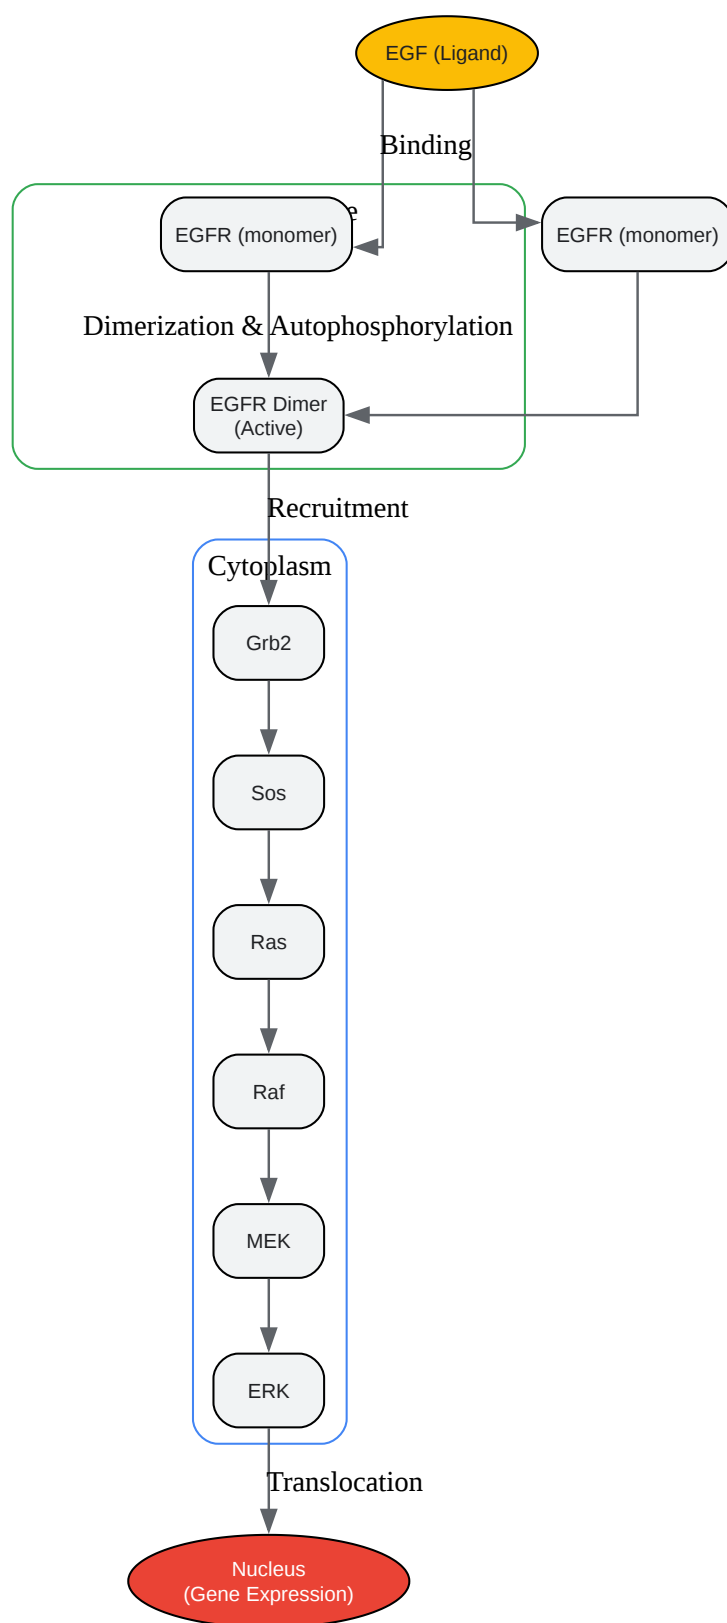 EGF (Ligand)
Binding
EGFR (monomer)
EGFR (monomer)
Dimerization & Autophosphorylation
EGFR Dimer
(Active)
Recruitment
Cytoplasm
Grb2
Sos
Ras
Raf
MEK
ERK
Translocation
Nucleus
(Gene Expression)